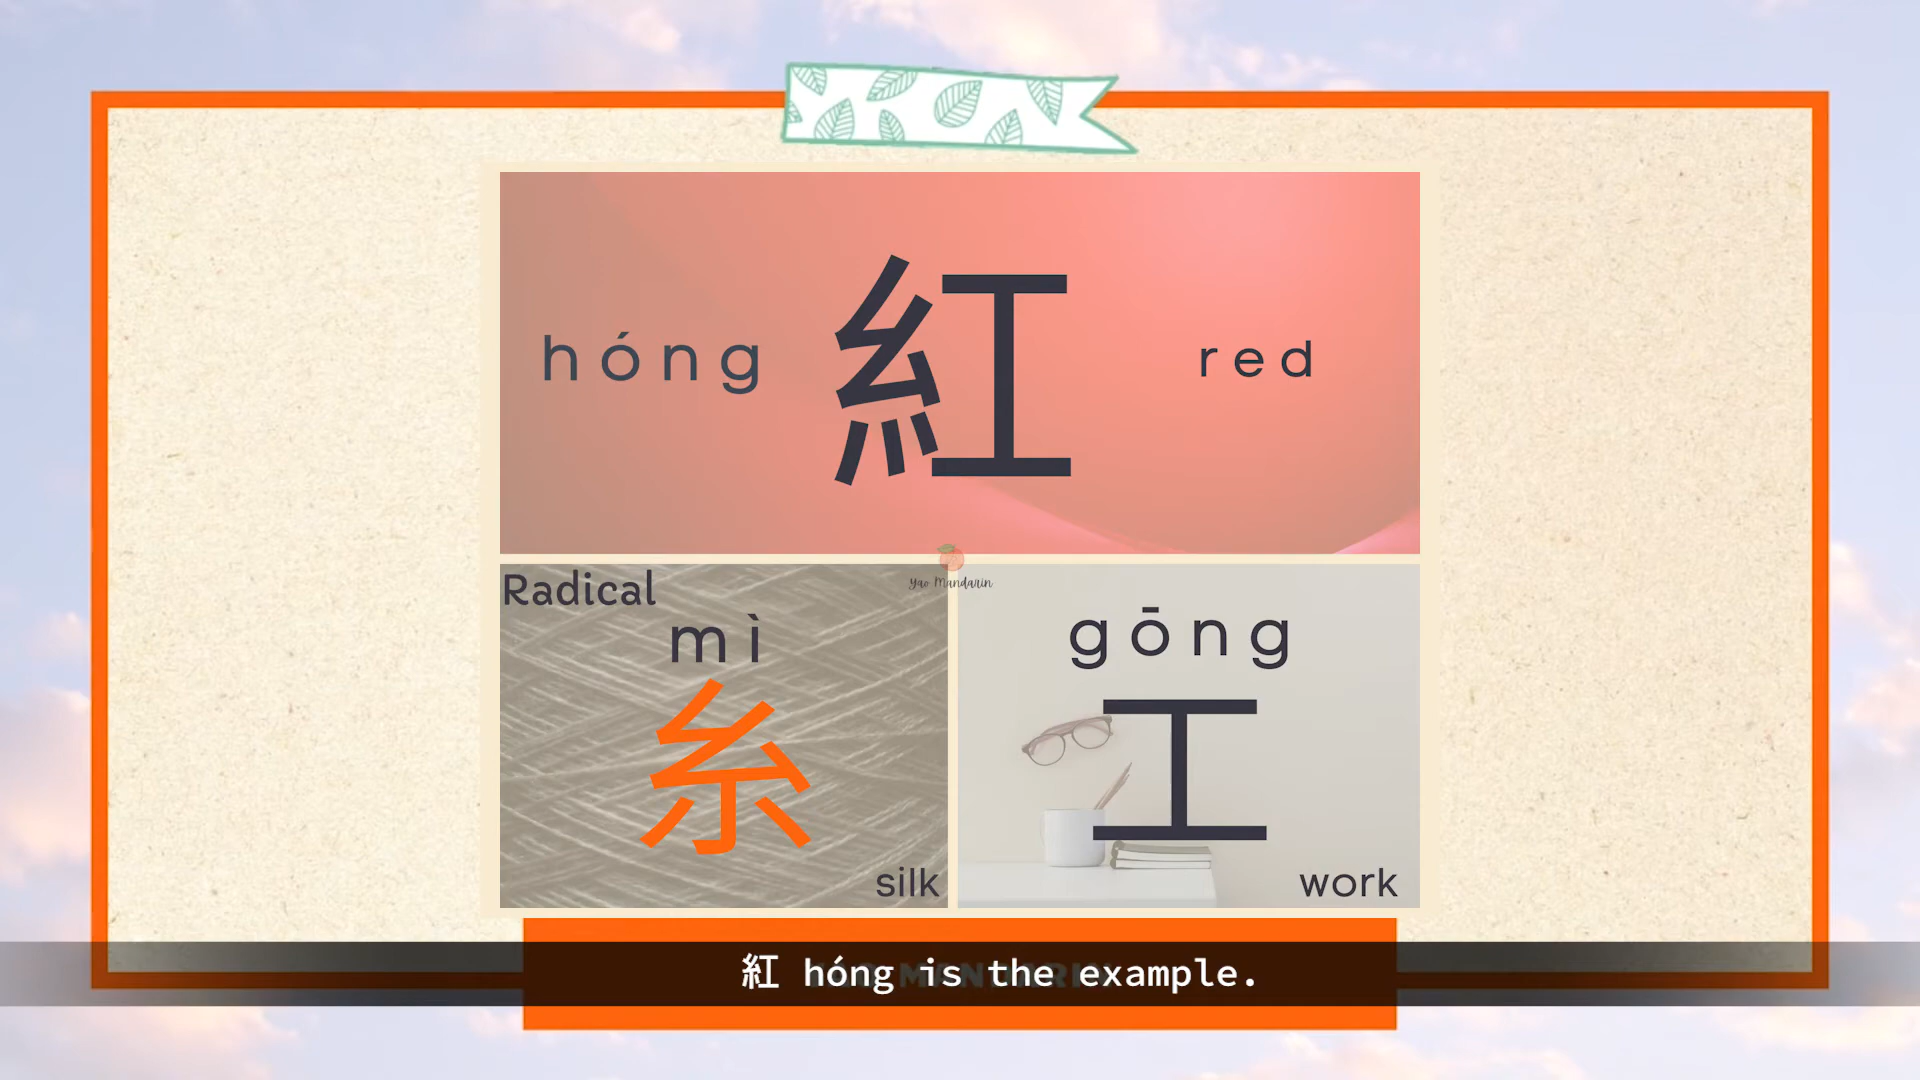 hóng 紅 red
Radical
mì
糸
silk
Yao Mandarin
gōng
工
work
紅 hóng is the example.